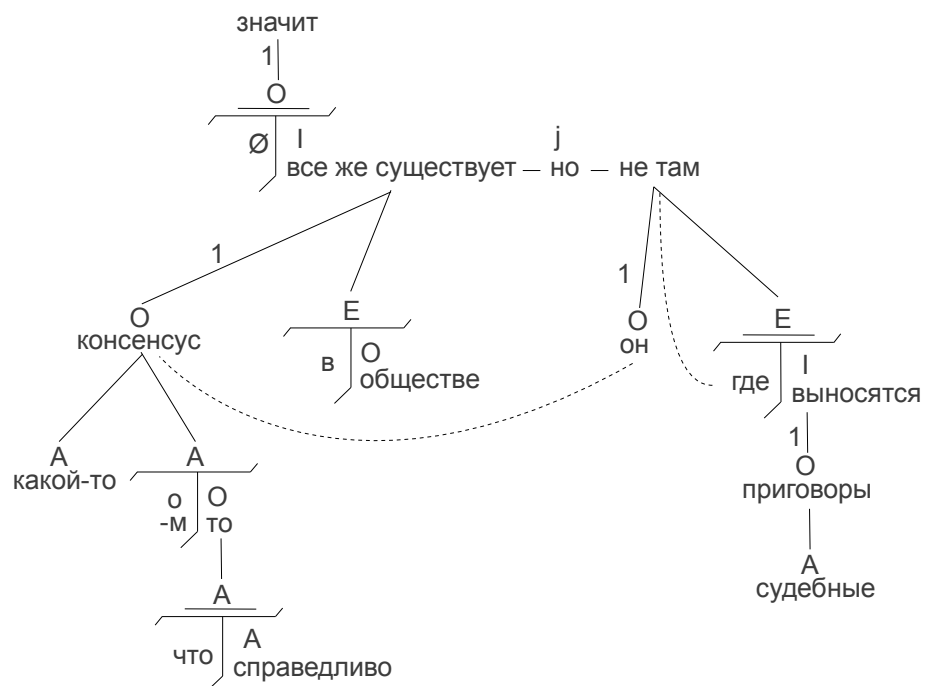 значит
1
O
Ø I j
все же существует – но – не там
1 1
O E O E
консенсус он
в O
обществе
где I
выносятся
A A
какой-то
о O
-м то
1
O
приговоры
A
судебные
A
что A
справедливо